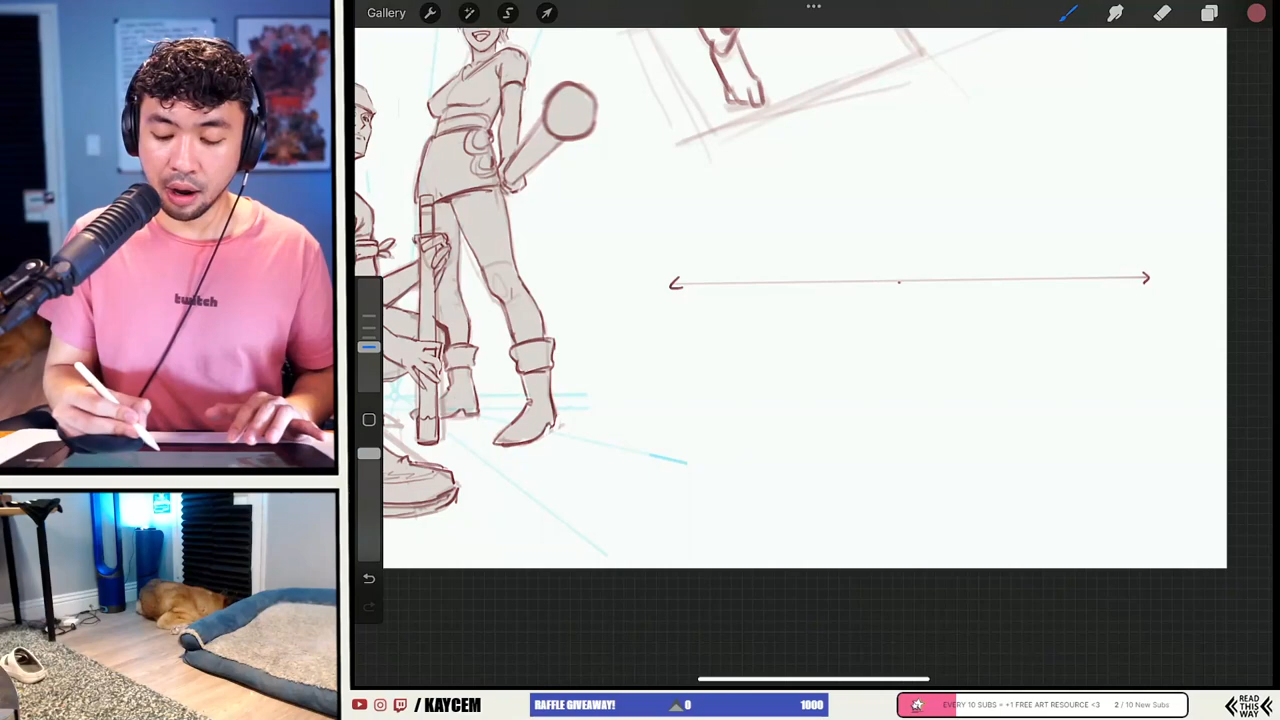 Gallery
twitch
/ KAYCEM
RAFFLE GIVEAWAY! 0 1000
EVERY 10 SUBS = +1 FREE ART RESOURCE <3 2 / 10 New Subs
READ
THIS
WAY